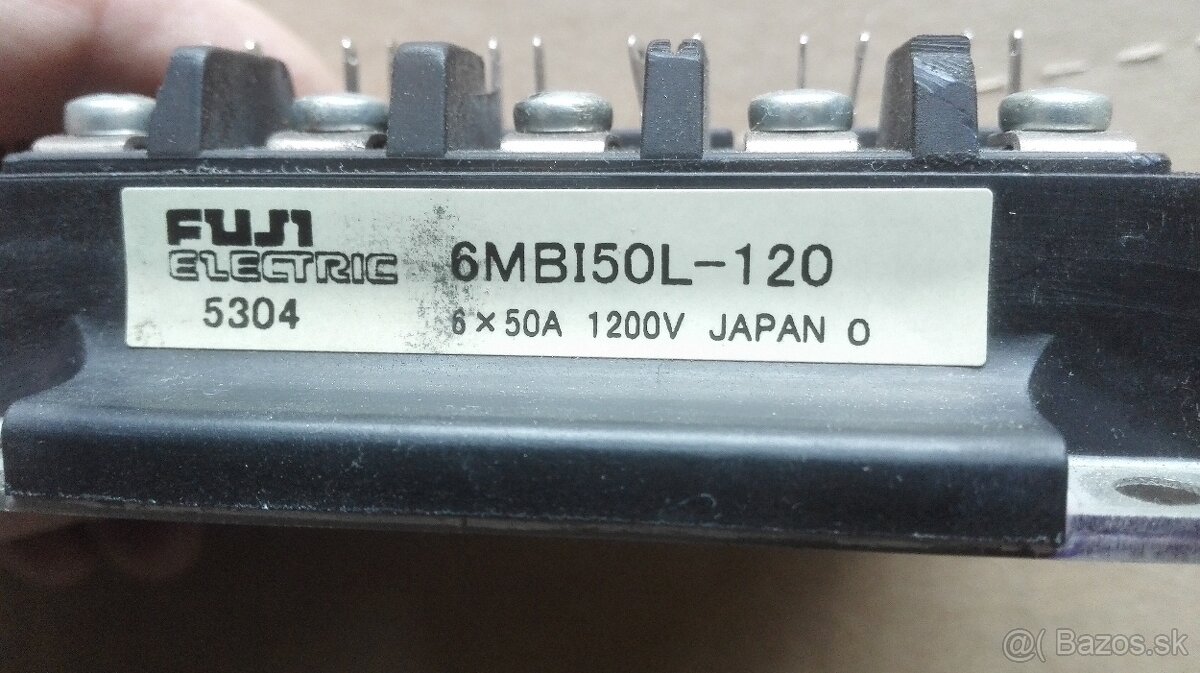 FUJI
ELECTRIC 6MBI50L-120
5304 6×50A 1200V JAPAN O
@( Bazos.sk